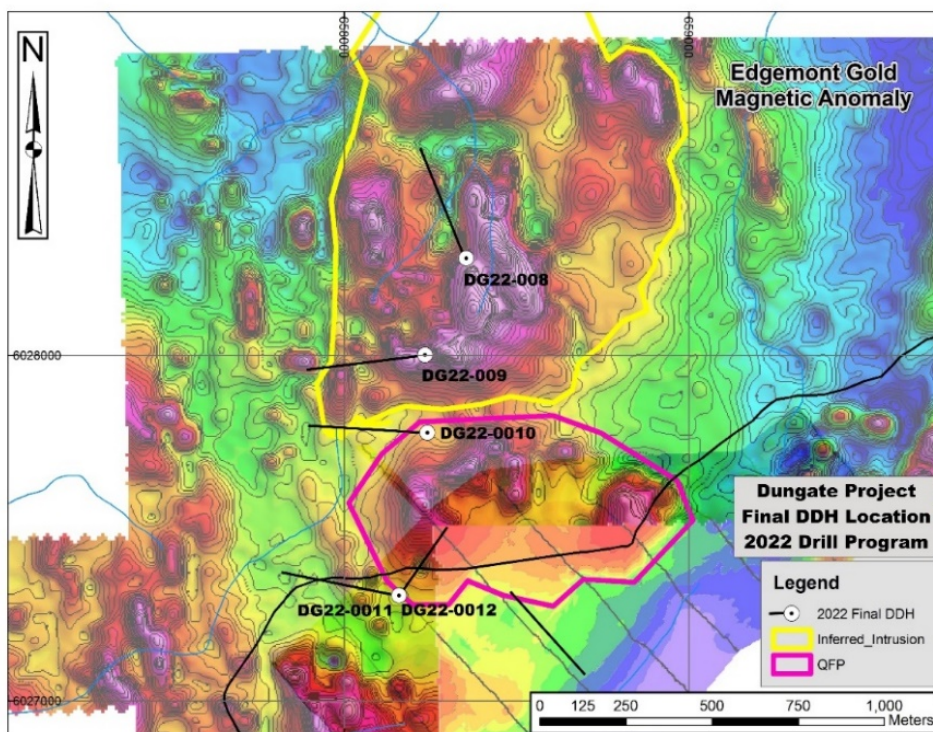 N
Edgemont Gold
Magnetic Anomaly
DG22-008
6028000
DG22-009
DG22-0010
Dungate Project
Final DDH Location
2022 Drill Program
Legend
2022 Final DDH
Inferred_Intrusion
QFP
DG22-0011 DG22-0012
6027000
0 125 250 500 750 1,000
Meters